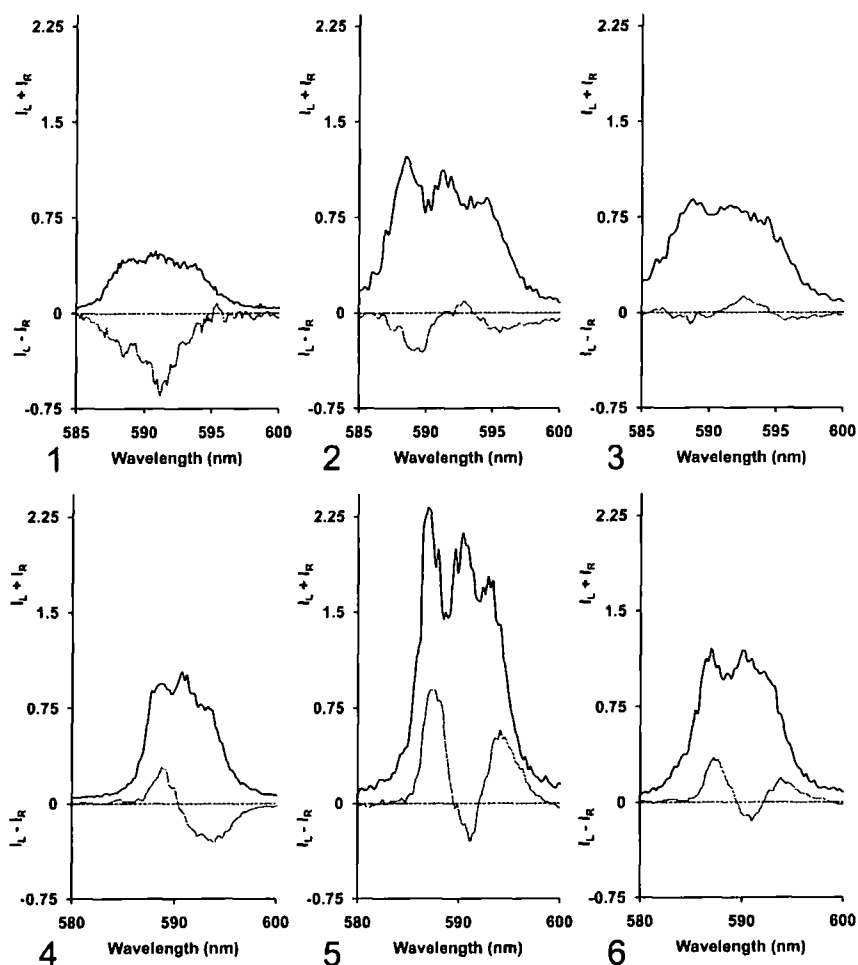 2.25
1.5
0.75
0
-0.75
I_L + I_R
I_L - I_R
585 590 595 600
1 Wavelength (nm)
2.25
1.5
0.75
0
-0.75
I_L + I_R
I_L - I_R
585 590 595 600
2 Wavelength (nm)
2.25
1.5
0.75
0
-0.75
I_L + I_R
I_L - I_R
585 590 595 600
3 Wavelength (nm)
2.25
1.5
0.75
0
-0.75
I_L + I_R
I_L - I_R
580 590 600
4 Wavelength (nm)
2.25
1.5
0.75
0
-0.75
I_L + I_R
I_L - I_R
580 590 600
5 Wavelength (nm)
2.25
1.5
0.75
0
-0.75
I_L + I_R
I_L - I_R
580 590 600
6 Wavelength (nm)